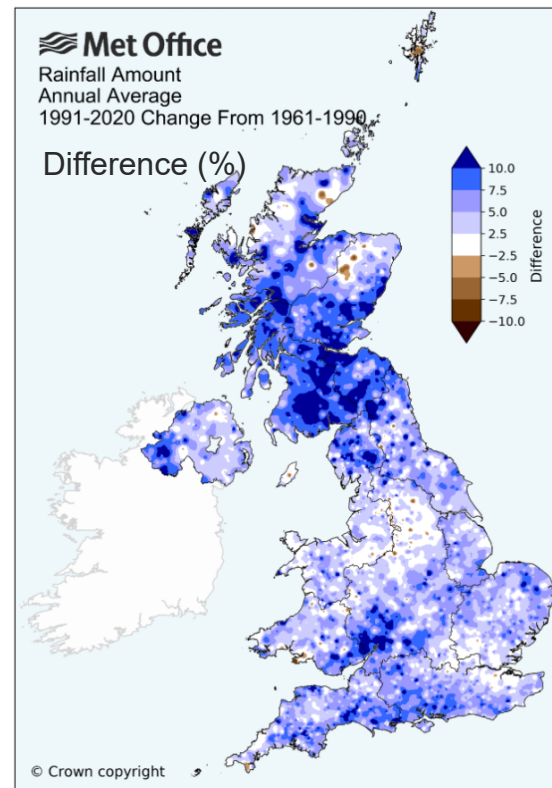 Met Office
Rainfall Amount
Annual Average
1991-2020 Change From 1961-1990
Difference (%)
10.0
7.5
5.0
2.5
−2.5
−5.0
−7.5
−10.0
Difference
© Crown copyright